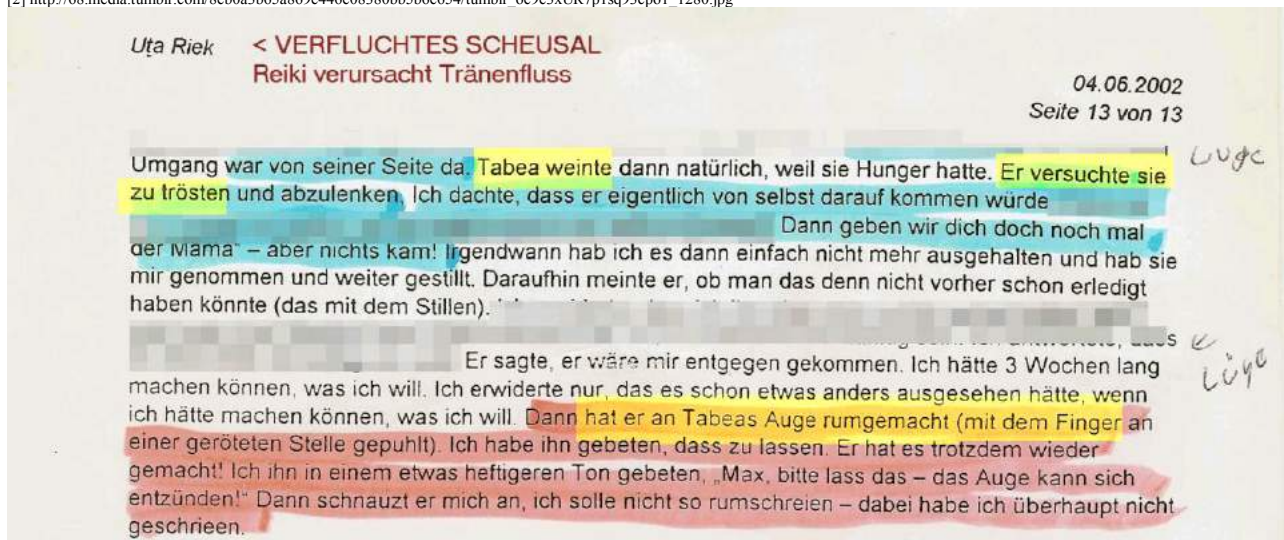 Uta Riek < VERFLUCHTES SCHEUSAL
Reiki verursacht Tränenfluss
04.06.2002
Seite 13 von 13
Umgang war von seiner Seite da. Tabea weinte dann natürlich, weil sie Hunger hatte. Er versuchte sie
Lüge
zu trösten und abzulenken. Ich dachte, dass er eigentlich von selbst darauf kommen würde
Dann geben wir dich doch noch mal
der Mama“ – aber nichts kam! Irgendwann hab ich es dann einfach nicht mehr ausgehalten und hab sie
mir genommen und weiter gestillt. Daraufhin meinte er, ob man das denn nicht vorher schon erledigt
haben könnte (das mit dem Stillen).
Er sagte, er wäre mir entgegen gekommen. Ich hätte 3 Wochen lang
Lüge
machen können, was ich will. Ich erwiderte nur, das es schon etwas anders ausgesehen hätte, wenn
ich hätte machen können, was ich will. Dann hat er an Tabeas Auge rumgemacht (mit dem Finger an
einer geröteten Stelle gepuhlt). Ich habe ihn gebeten, dass zu lassen. Er hat es trotzdem wieder
gemacht! Ich ihn in einem etwas heftigeren Ton gebeten, „Max, bitte lass das – das Auge kann sich
entzünden!“ Dann schnauzt er mich an, ich solle nicht so rumschreien – dabei habe ich überhaupt nicht
geschrieen.